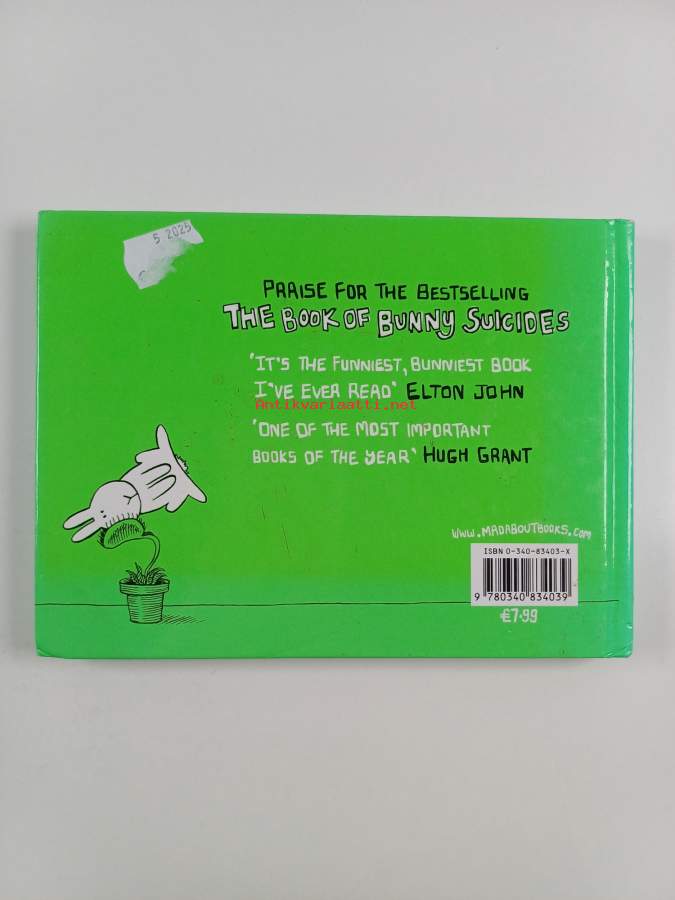 5 2025
PRAISE FOR THE BESTSELLING
THE BOOK OF BUNNY SUICIDES
'IT'S THE FUNNIEST, BUNNIEST BOOK
I'VE EVER READ' ELTON JOHN
Antikvariaatti.net
'ONE OF THE MOST IMPORTANT
BOOKS OF THE YEAR' HUGH GRANT
WWW.MADABOUTBOOKS.COM
ISBN 0-340-83403-X
9 780340 834039
€7.99